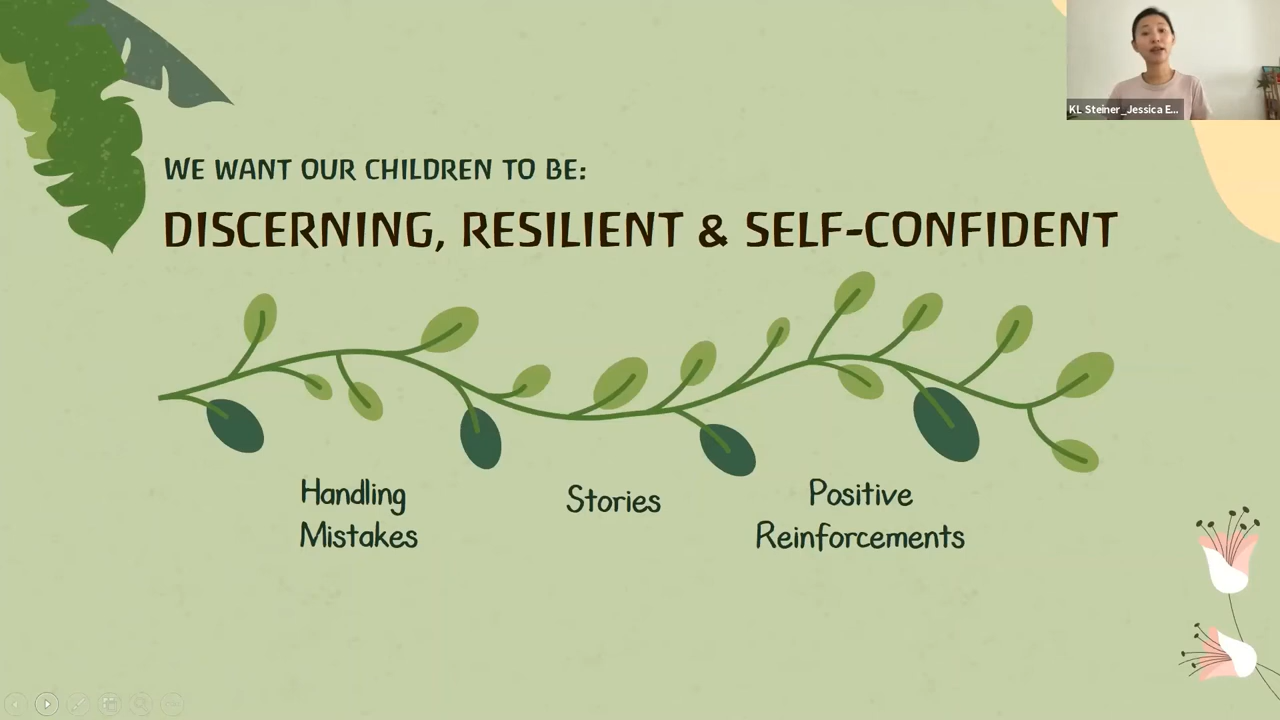 KL Steiner_Jessica E...
WE WANT OUR CHILDREN TO BE:
DISCERNING, RESILIENT & SELF-CONFIDENT
Handling
Mistakes
Stories
Positive
Reinforcements